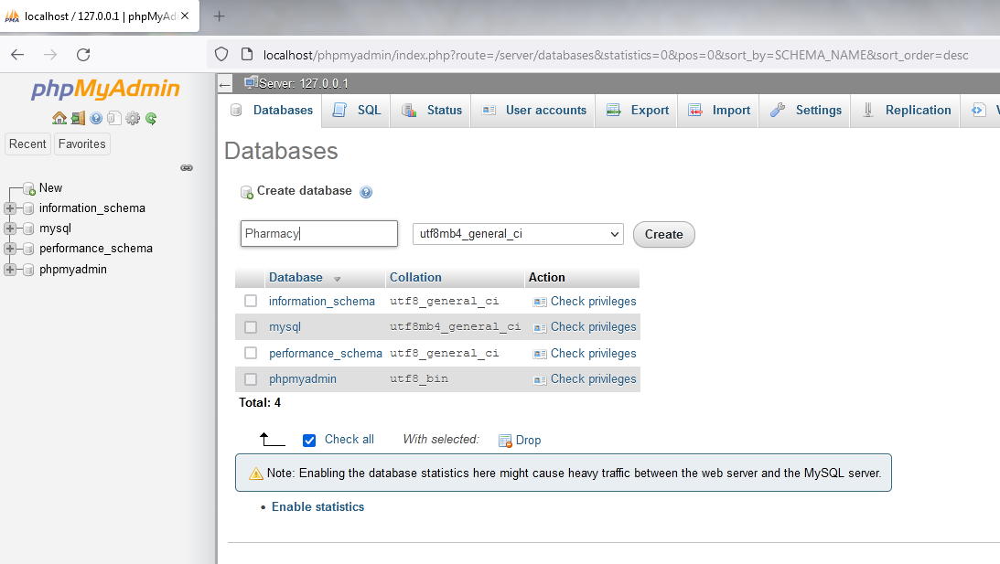 localhost / 127.0.0.1 | phpMyAd
localhost/phpmyadmin/index.php?route=/server/databases&statistics=0&pos=0&sort_by=SCHEMA_NAME&sort_order=desc
phpMyAdmin
Recent Favorites
New
information_schema
mysql
performance_schema
phpmyadmin
Server: 127.0.0.1
Databases SQL Status User accounts Export Import Settings Replication
Databases
Create database
Pharmacy utf8mb4_general_ci Create
Database Collation Action
information_schema utf8_general_ci Check privileges
mysql utf8mb4_general_ci Check privileges
performance_schema utf8_general_ci Check privileges
phpmyadmin utf8_bin Check privileges
Total: 4
Check all With selected: Drop
Note: Enabling the database statistics here might cause heavy traffic between the web server and the MySQL server.
• Enable statistics